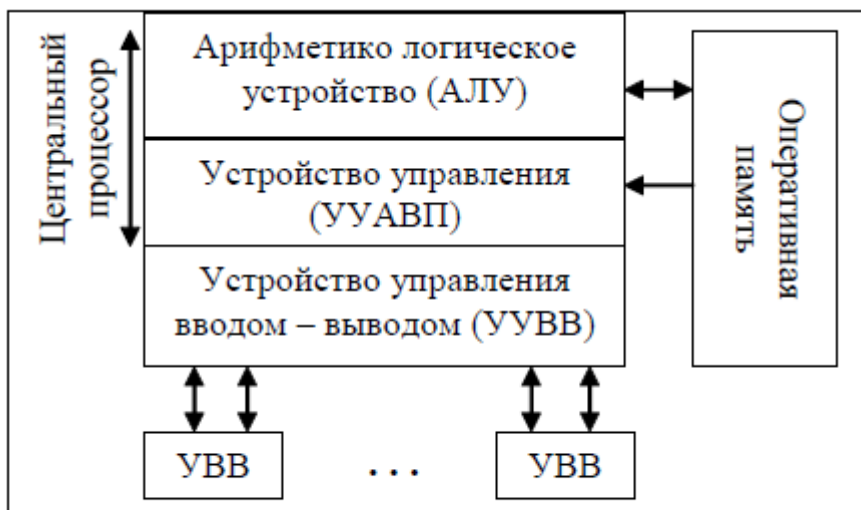 Центральный
процессор
Арифметико логическое
устройство (АЛУ)
Устройство управления
(УУАВП)
Устройство управления
вводом – выводом (УУВВ)
Оперативная
память
УВВ
. . .
УВВ